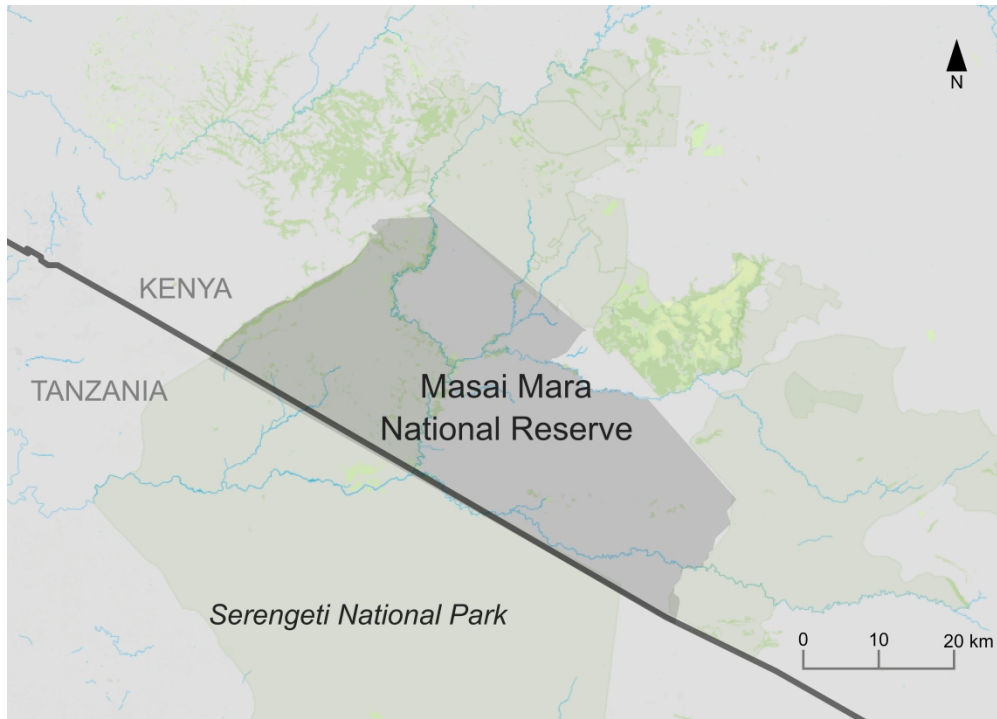 N
KENYA
TANZANIA
Masai Mara
National Reserve
Serengeti National Park
0 10 20 km